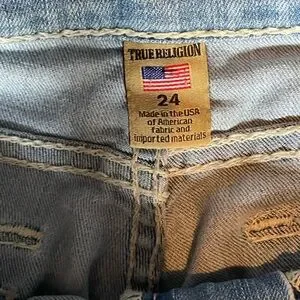 TRUE RELIGION
24
Made in the USA
of American
fabric and
imported materials